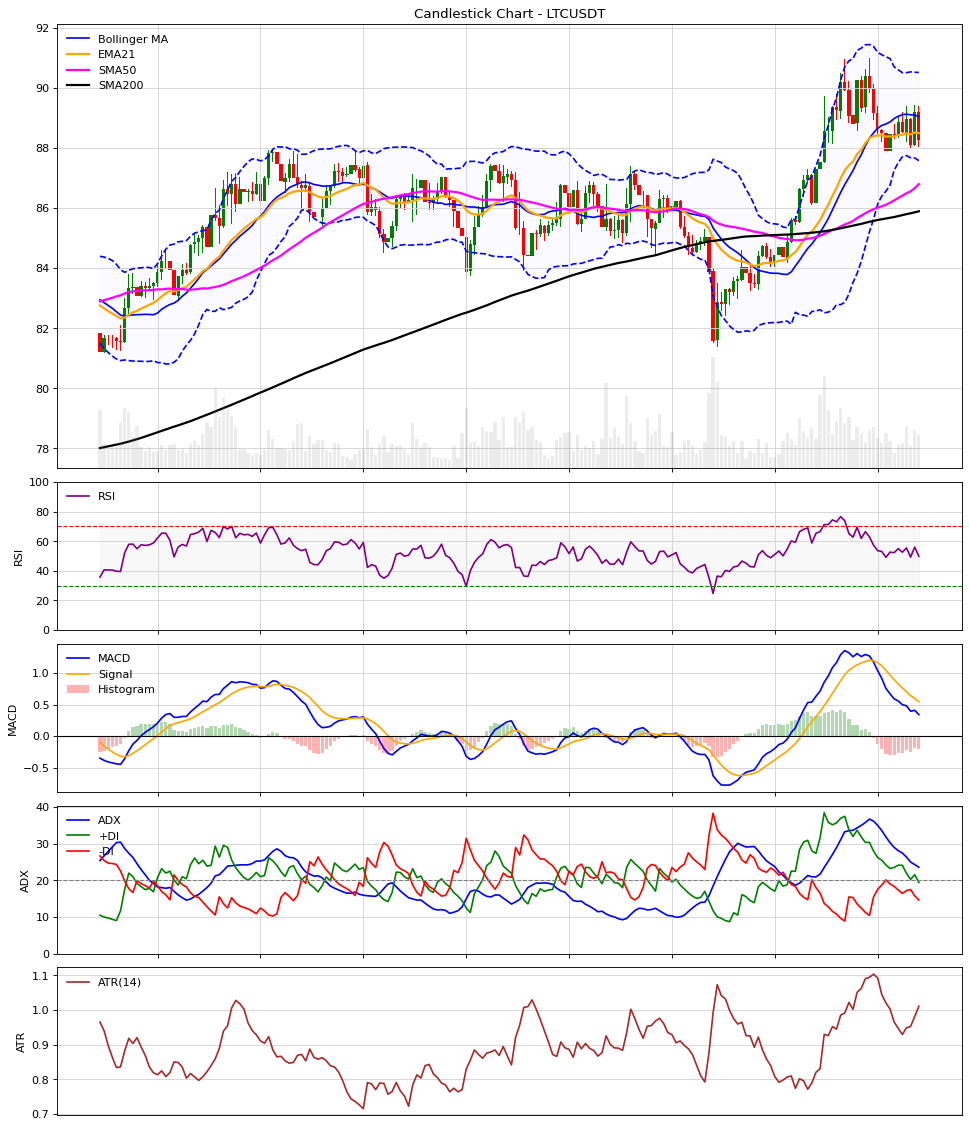 Candlestick Chart - LTCUSDT
92
90
88
86
84
82
80
78
Bollinger MA
EMA21
SMA50
SMA200
100
80
60
40
20
0
RSI
RSI
1.0
0.5
0.0
−0.5
MACD
MACD
Signal
Histogram
40
30
20
10
0
ADX
ADX
+DI
-DI
1.1
1.0
0.9
0.8
0.7
ATR
ATR(14)